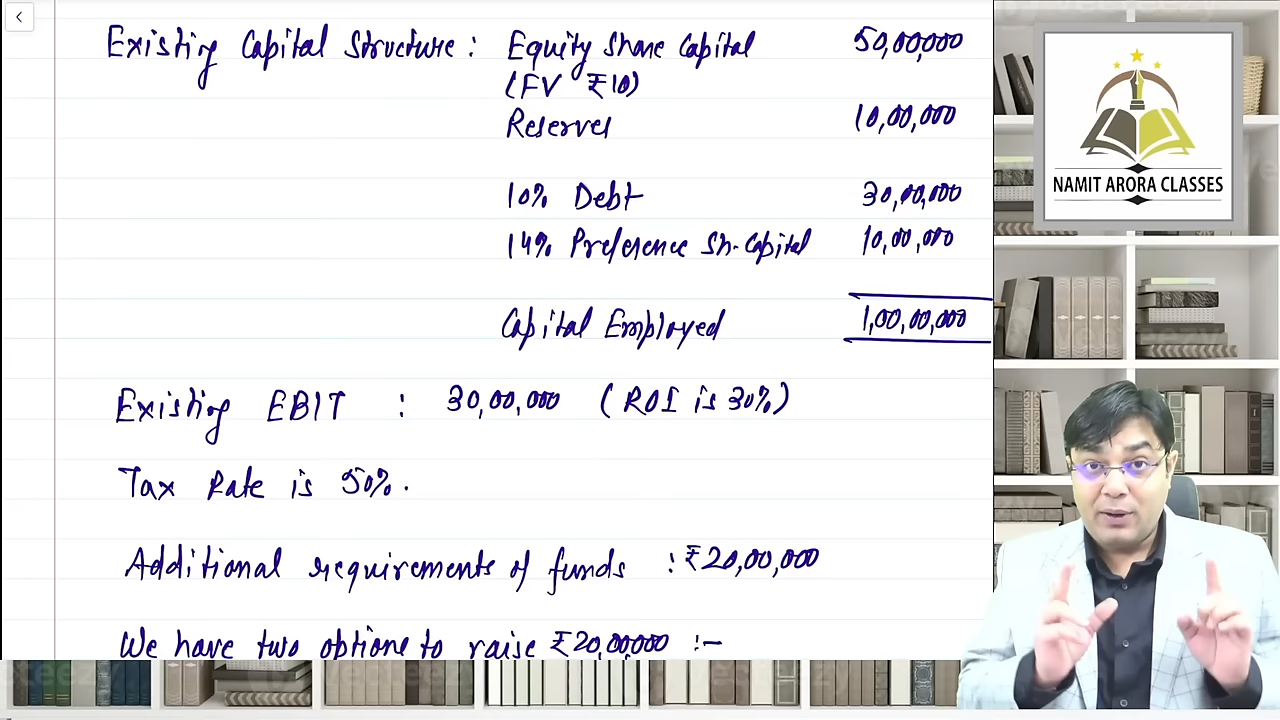 Existing Capital Structure : Equity Share Capital 50,00,000
(FV ₹10)
Reserves 10,00,000
10% Debt 30,00,000
14% Preference Sh. Capital 10,00,000
Capital Employed 1,00,00,000
Existing EBIT : 30,00,000 (ROI is 30%)
Tax Rate is 50%.
Additional requirements of funds : ₹20,00,000
We have two options to raise ₹20,00,000 :-
NAMIT ARORA CLASSES